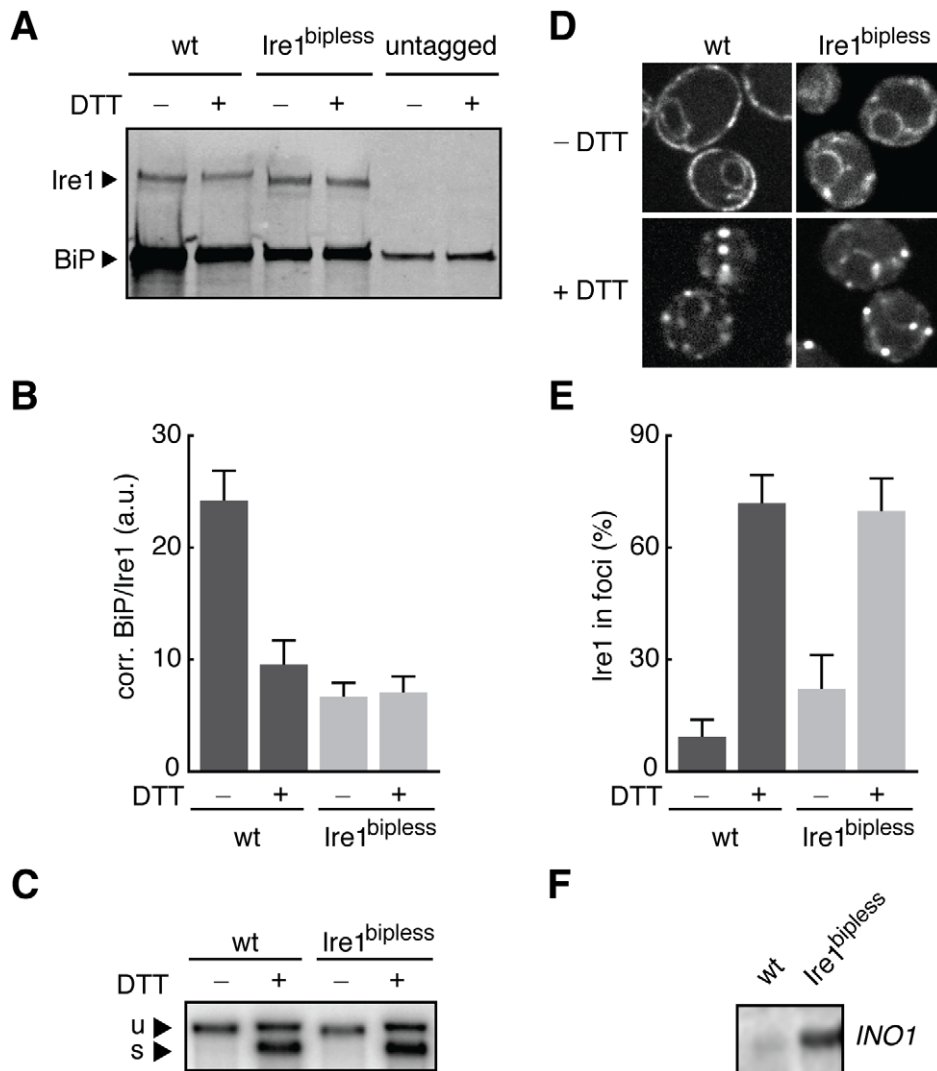 A
wt Ire1bipless untagged
DTT – + – + – +
Ire1
BiP
D
wt Ire1bipless
– DTT
+ DTT
B
30
20
10
0
corr. BiP/Ire1 (a.u.)
DTT – + – +
wt Ire1bipless
E
90
60
30
0
Ire1 in foci (%)
DTT – + – +
wt Ire1bipless
C
wt Ire1bipless
DTT – + – +
u
s
F
wt Ire1bipless
INO1